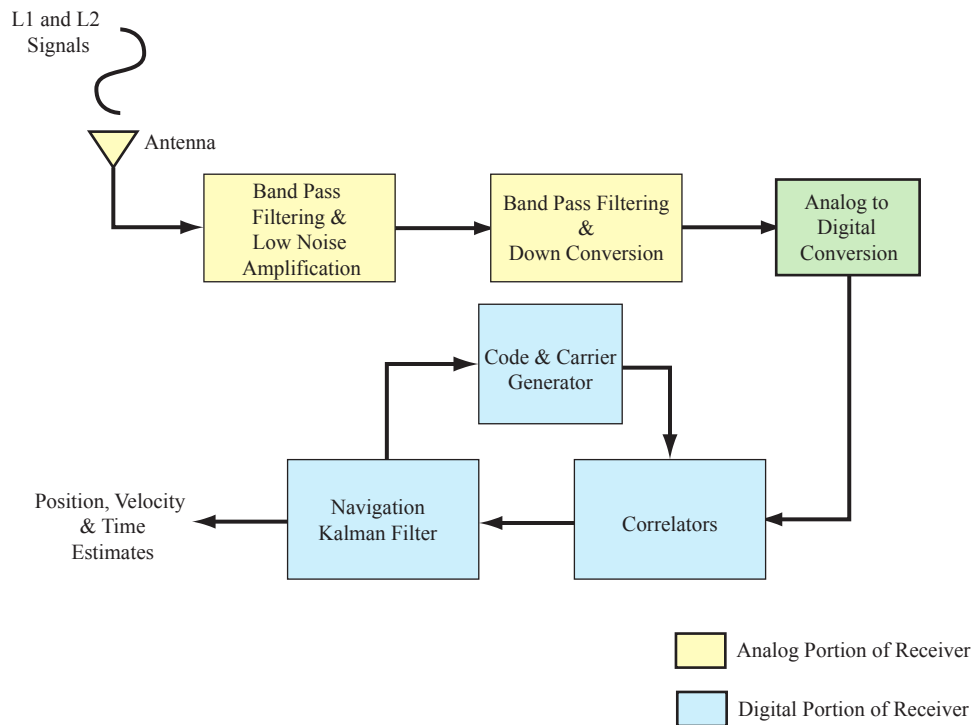 L1 and L2
Signals
Antenna
Band Pass
Filtering &
Low Noise
Amplification
Band Pass Filtering
&
Down Conversion
Analog to
Digital
Conversion
Code & Carrier
Generator
Position, Velocity
& Time
Estimates
Navigation
Kalman Filter
Correlators
Analog Portion of Receiver
Digital Portion of Receiver